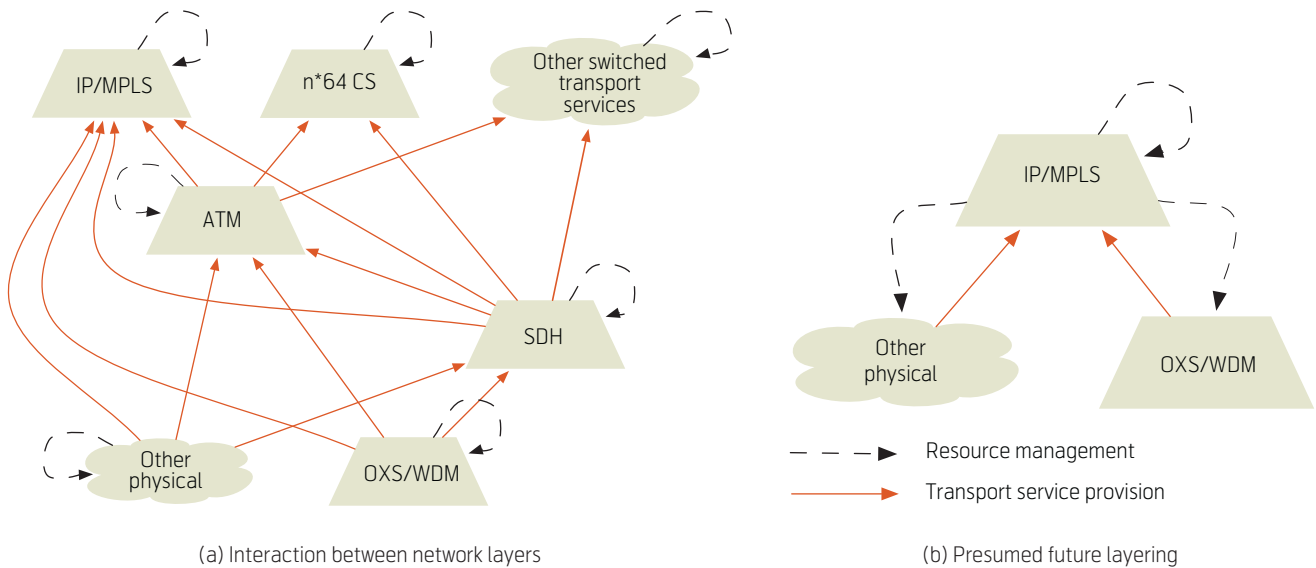 IP/MPLS
n*64 CS
Other switched
transport
services
ATM
SDH
Other
physical
OXS/WDM
(a) Interaction between network layers
IP/MPLS
Other
physical
OXS/WDM
Resource management
Transport service provision
(b) Presumed future layering